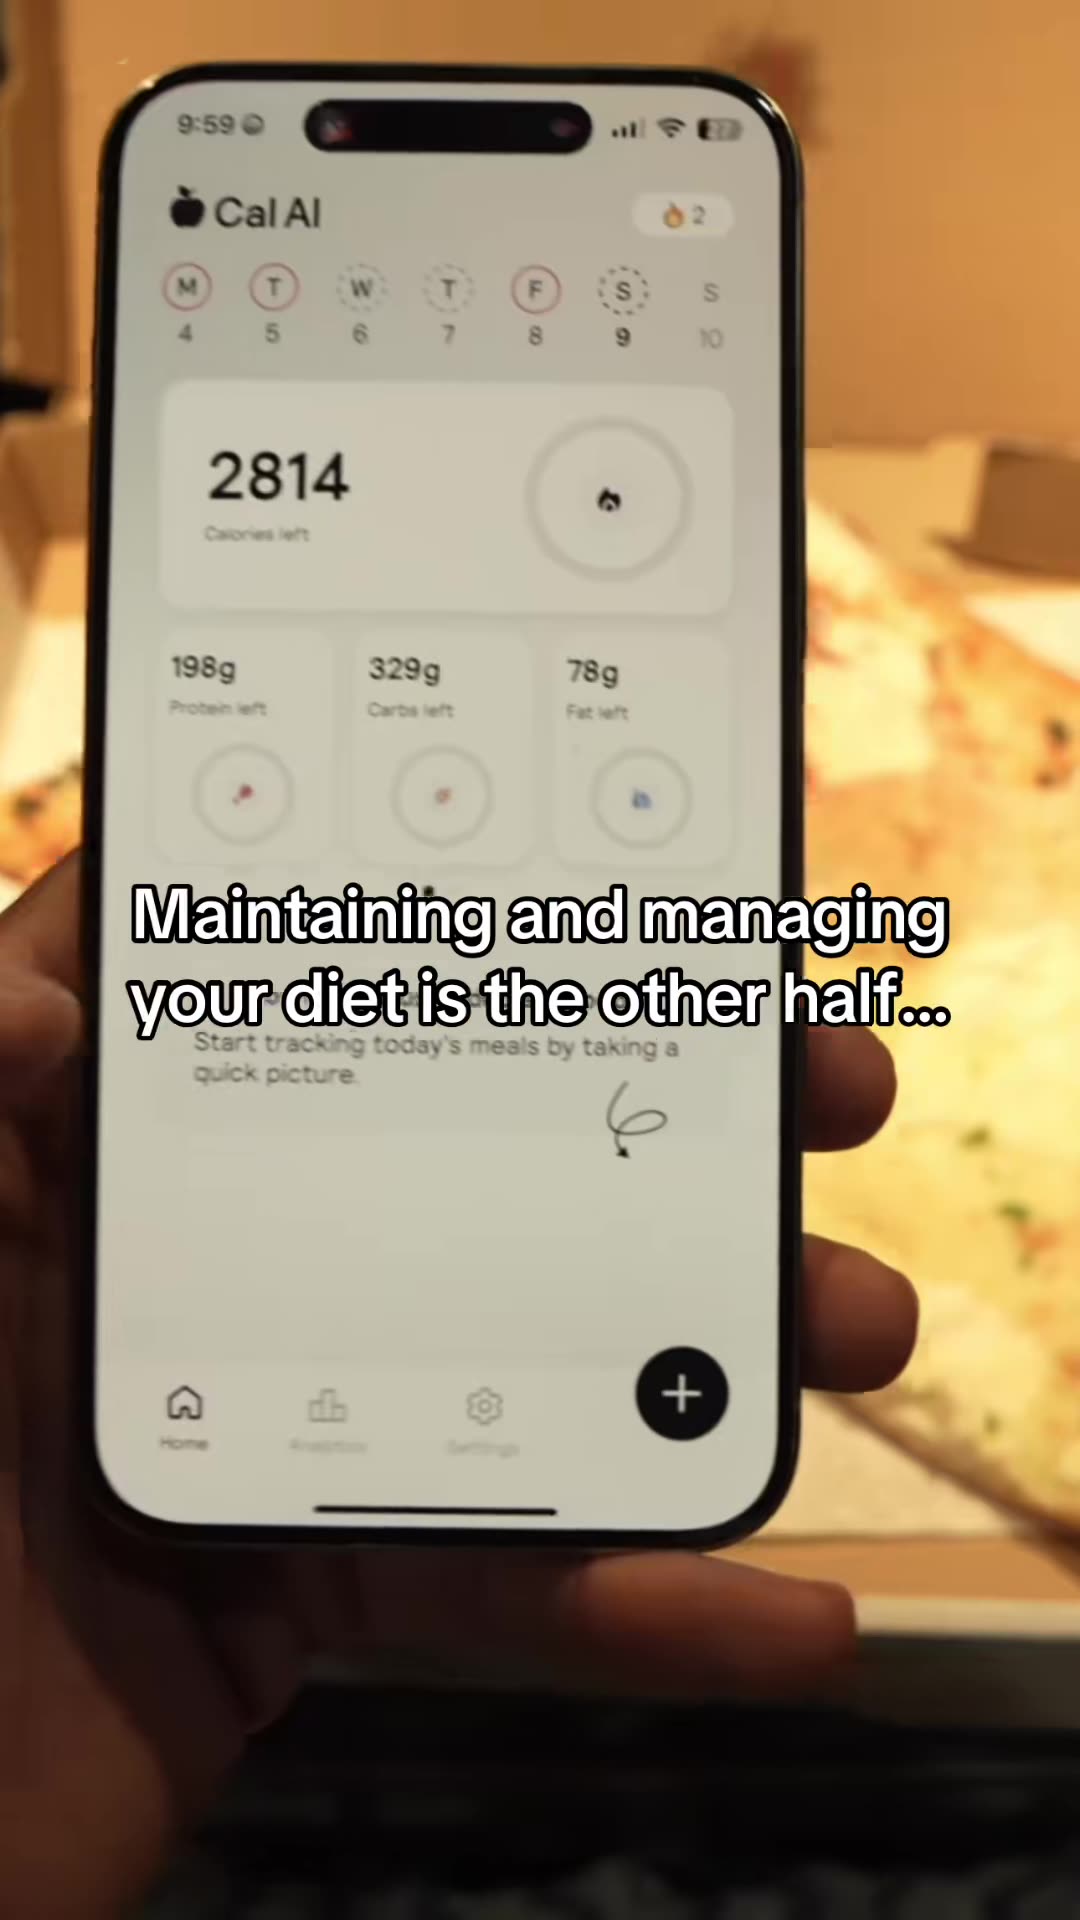 9:59
Cal AI
2
M T W T F S S
4 5 6 7 8 9 10
2814
Calories left
198g 329g 78g
Protein left Carbs left Fat left
Maintaining and managing
your diet is the other half...
Start tracking today's meals by taking a
quick picture.
Home Analytics Settings